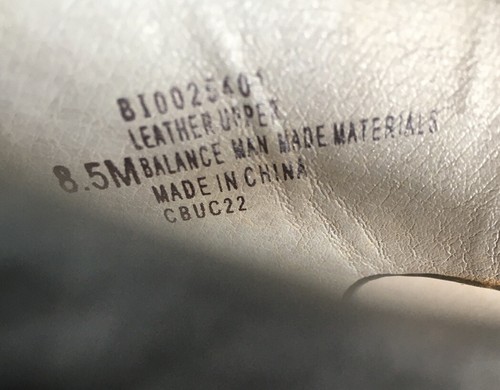 BI0025401
LEATHER UPPER
8.5M BALANCE MAN MADE MATERIALS
MADE IN CHINA
CBUC22